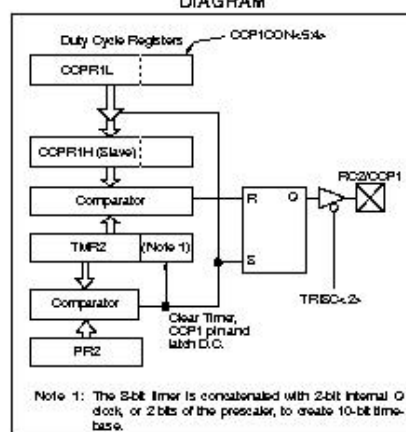 DIAGRAM
Duty Cycle Registers
CCP1CON<5:4>
CCPR1L
CCPR1H (Slave)
Comparator
R
Q
RC2/CCP1
TMR2
(Note 1)
S
TRISC<2>
Comparator
Clear Timer,
CCP1 pin and
latch D.C.
PR2
Note 1: The 8-bit timer is concatenated with 2-bit internal Q
clock, or 2 bits of the prescaler, to create 10-bit time-
base.